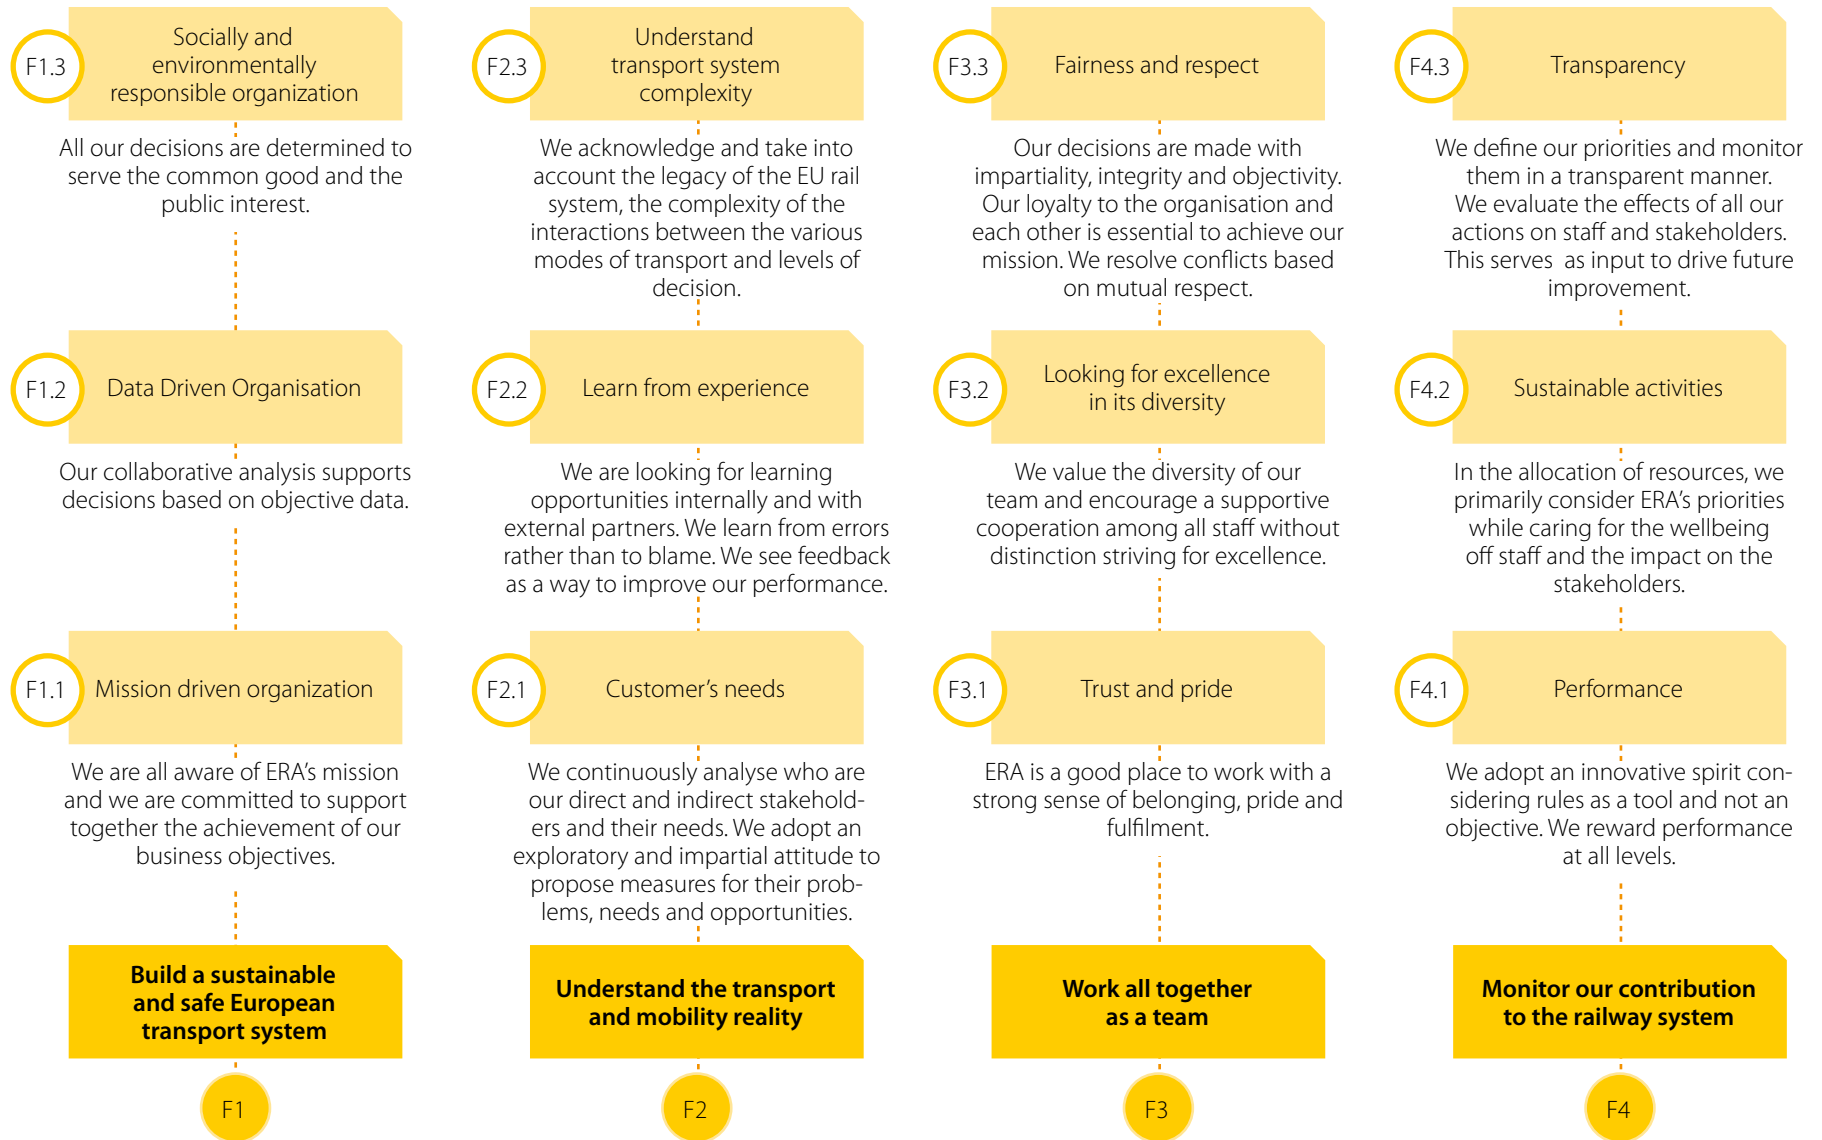 F1.3
Socially and
environmentally
responsible organization
All our decisions are determined to
serve the common good and the
public interest.
F1.2
Data Driven Organisation
Our collaborative analysis supports
decisions based on objective data.
F1.1
Mission driven organization
We are all aware of ERA’s mission
and we are committed to support
together the achievement of our
business objectives.
Build a sustainable
and safe European
transport system
F1
F2.3
Understand
transport system
complexity
We acknowledge and take into
account the legacy of the EU rail
system, the complexity of the
interactions between the various
modes of transport and levels of
decision.
F2.2
Learn from experience
We are looking for learning
opportunities internally and with
external partners. We learn from errors
rather than to blame. We see feedback
as a way to improve our performance.
F2.1
Customer’s needs
We continuously analyse who are
our direct and indirect stakehold-
ers and their needs. We adopt an
exploratory and impartial attitude to
propose measures for their prob-
lems, needs and opportunities.
Understand the transport
and mobility reality
F2
F3.3
Fairness and respect
Our decisions are made with
impartiality, integrity and objectivity.
Our loyalty to the organisation and
each other is essential to achieve our
mission. We resolve conflicts based
on mutual respect.
F3.2
Looking for excellence
in its diversity
We value the diversity of our
team and encourage a supportive
cooperation among all staff without
distinction striving for excellence.
F3.1
Trust and pride
ERA is a good place to work with a
strong sense of belonging, pride and
fulfilment.
Work all together
as a team
F3
F4.3
Transparency
We define our priorities and monitor
them in a transparent manner.
We evaluate the effects of all our
actions on staff and stakeholders.
This serves  as input to drive future
improvement.
F4.2
Sustainable activities
In the allocation of resources, we
primarily consider ERA’s priorities
while caring for the wellbeing
off staff and the impact on the
stakeholders.
F4.1
Performance
We adopt an innovative spirit con-
sidering rules as a tool and not an
objective. We reward performance
at all levels.
Monitor our contribution
to the railway system
F4